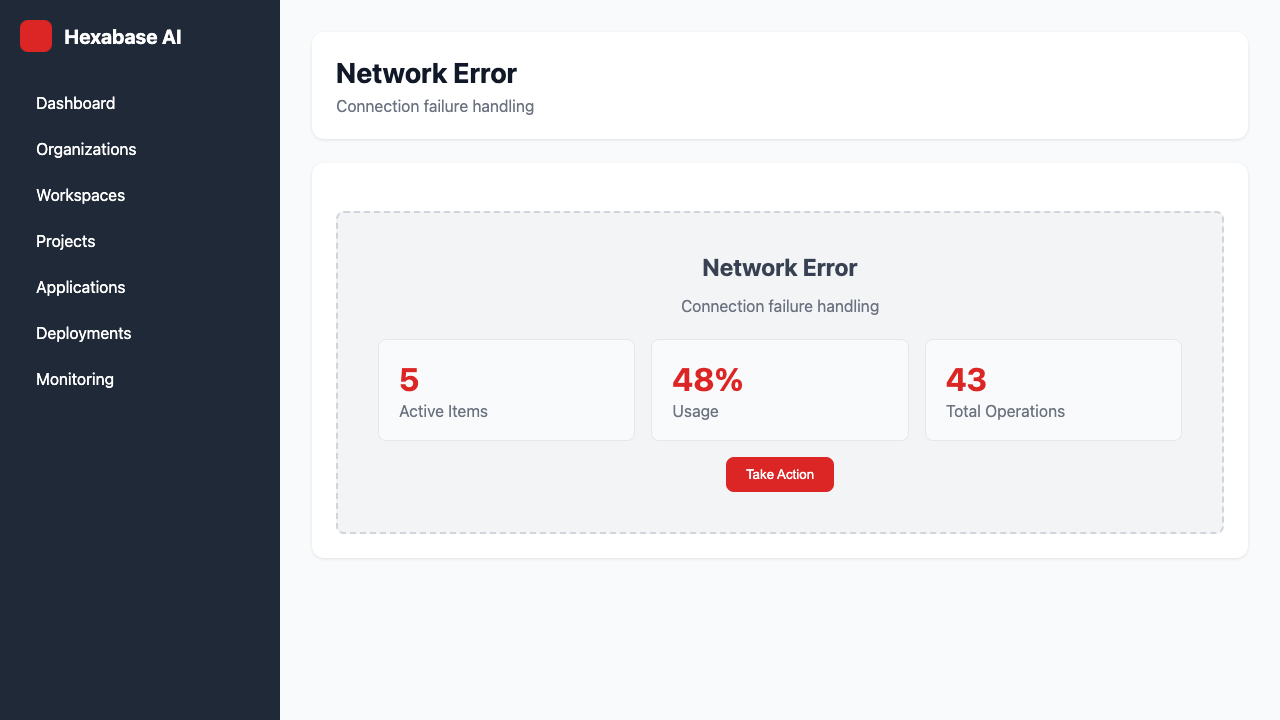 Hexabase AI
Dashboard
Organizations
Workspaces
Projects
Applications
Deployments
Monitoring
Network Error
Connection failure handling
Network Error
Connection failure handling
5
Active Items
48%
Usage
43
Total Operations
Take Action